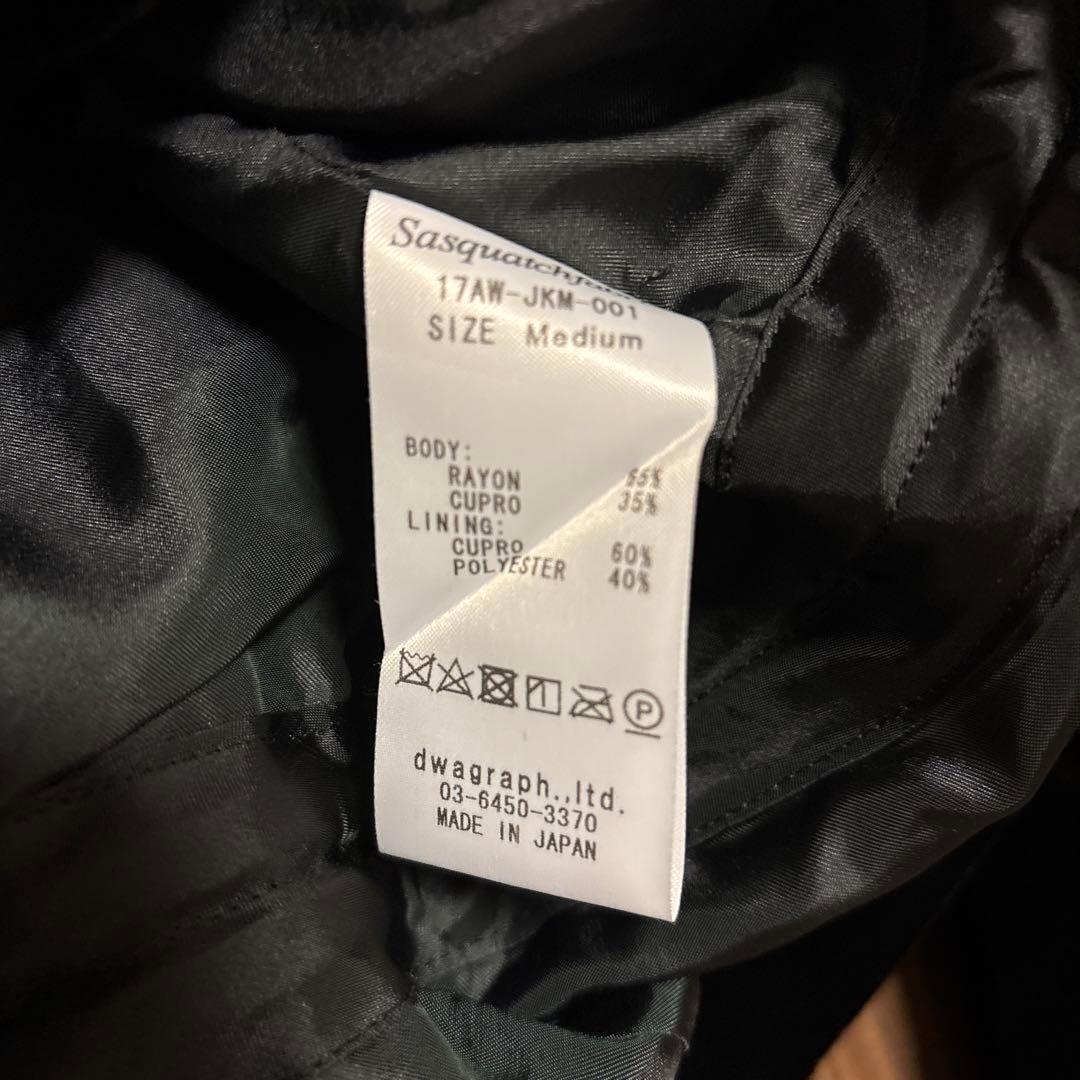 Sasquatchfa
17AW-JKM-001
SIZE Medium
BODY:
RAYON 65%
CUPRO 35%
LINING:
CUPRO 60%
POLYESTER 40%
P
dwagraph.,ltd.
03-6450-3370
MADE IN JAPAN